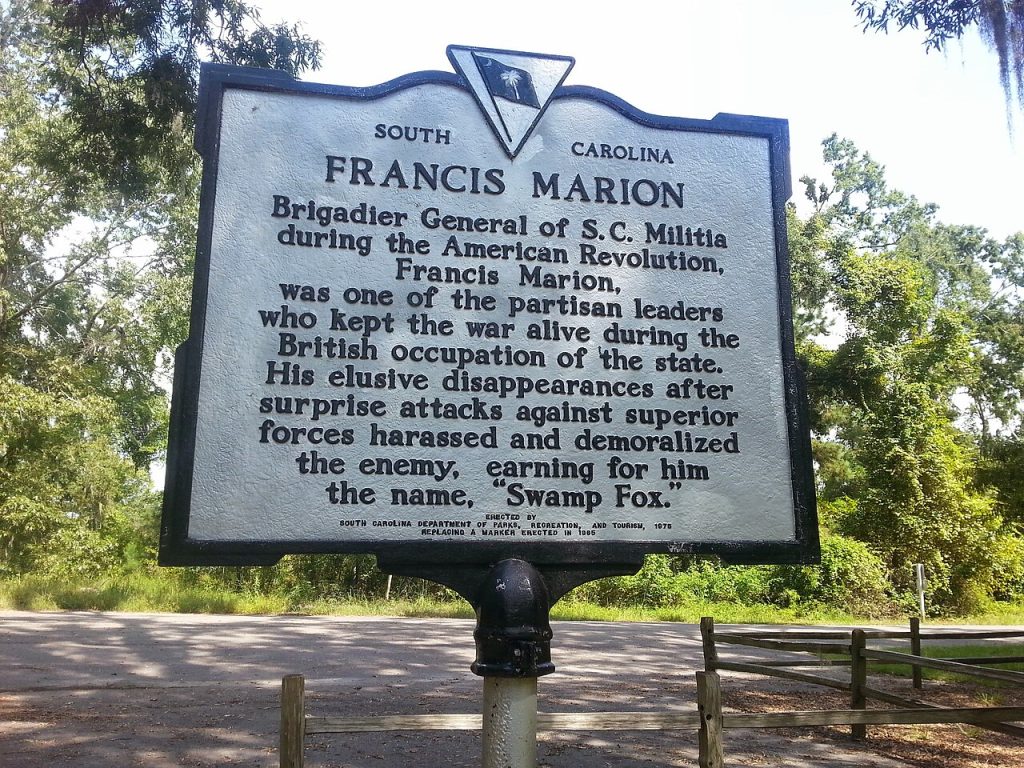 SOUTH CAROLINA
FRANCIS MARION
Brigadier General of S.C. Militia
during the American Revolution,
Francis Marion,
was one of the partisan leaders
who kept the war alive during the
British occupation of the state.
His elusive disappearances after
surprise attacks against superior
forces harassed and demoralized
the enemy, earning for him
the name, "Swamp Fox."
ERECTED BY
SOUTH CAROLINA DEPARTMENT OF PARKS, RECREATION, AND TOURISM,
REPLACING A MARKER ERECTED IN